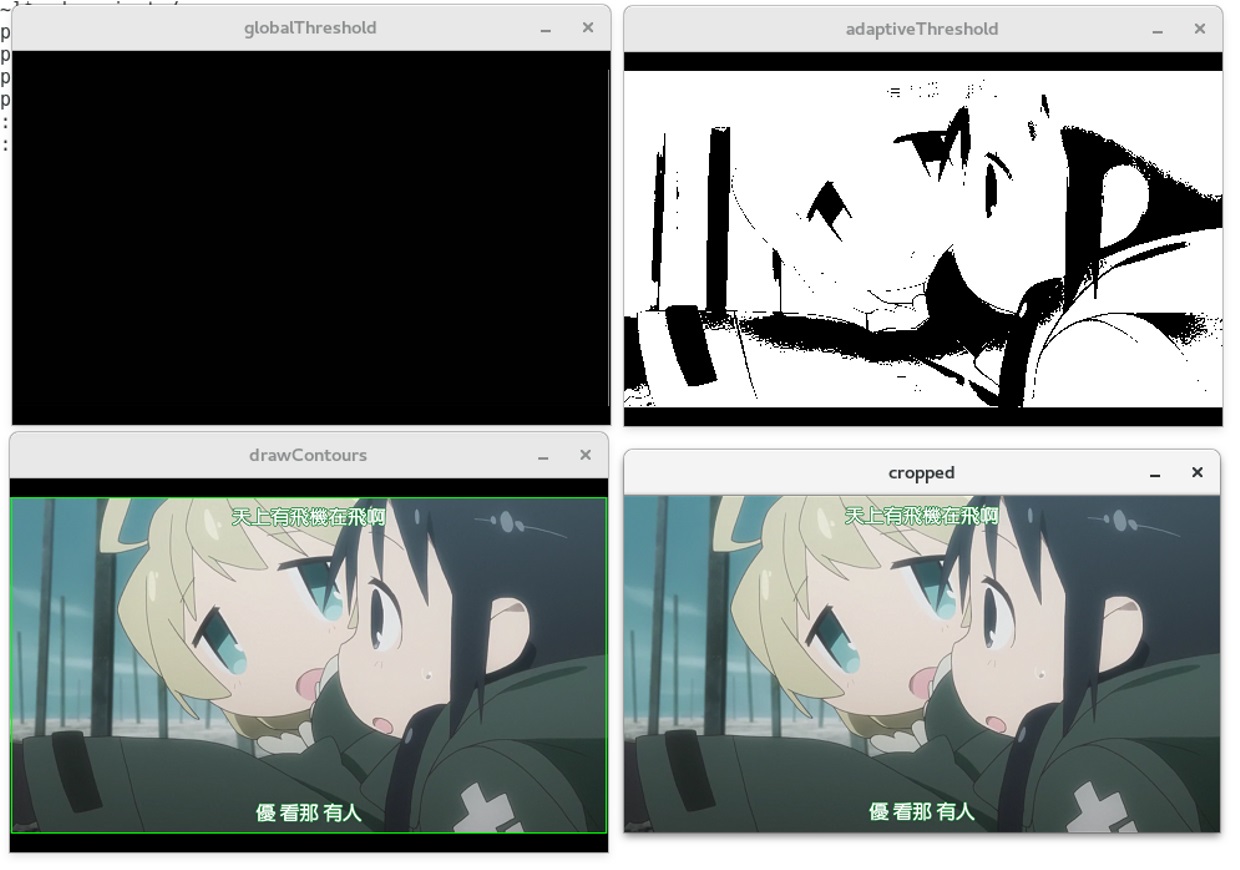 globalThreshold
adaptiveThreshold
drawContours
cropped
天上有飛機在飛啊
優 看那 有人
天上有飛機在飛啊
優 看那 有人